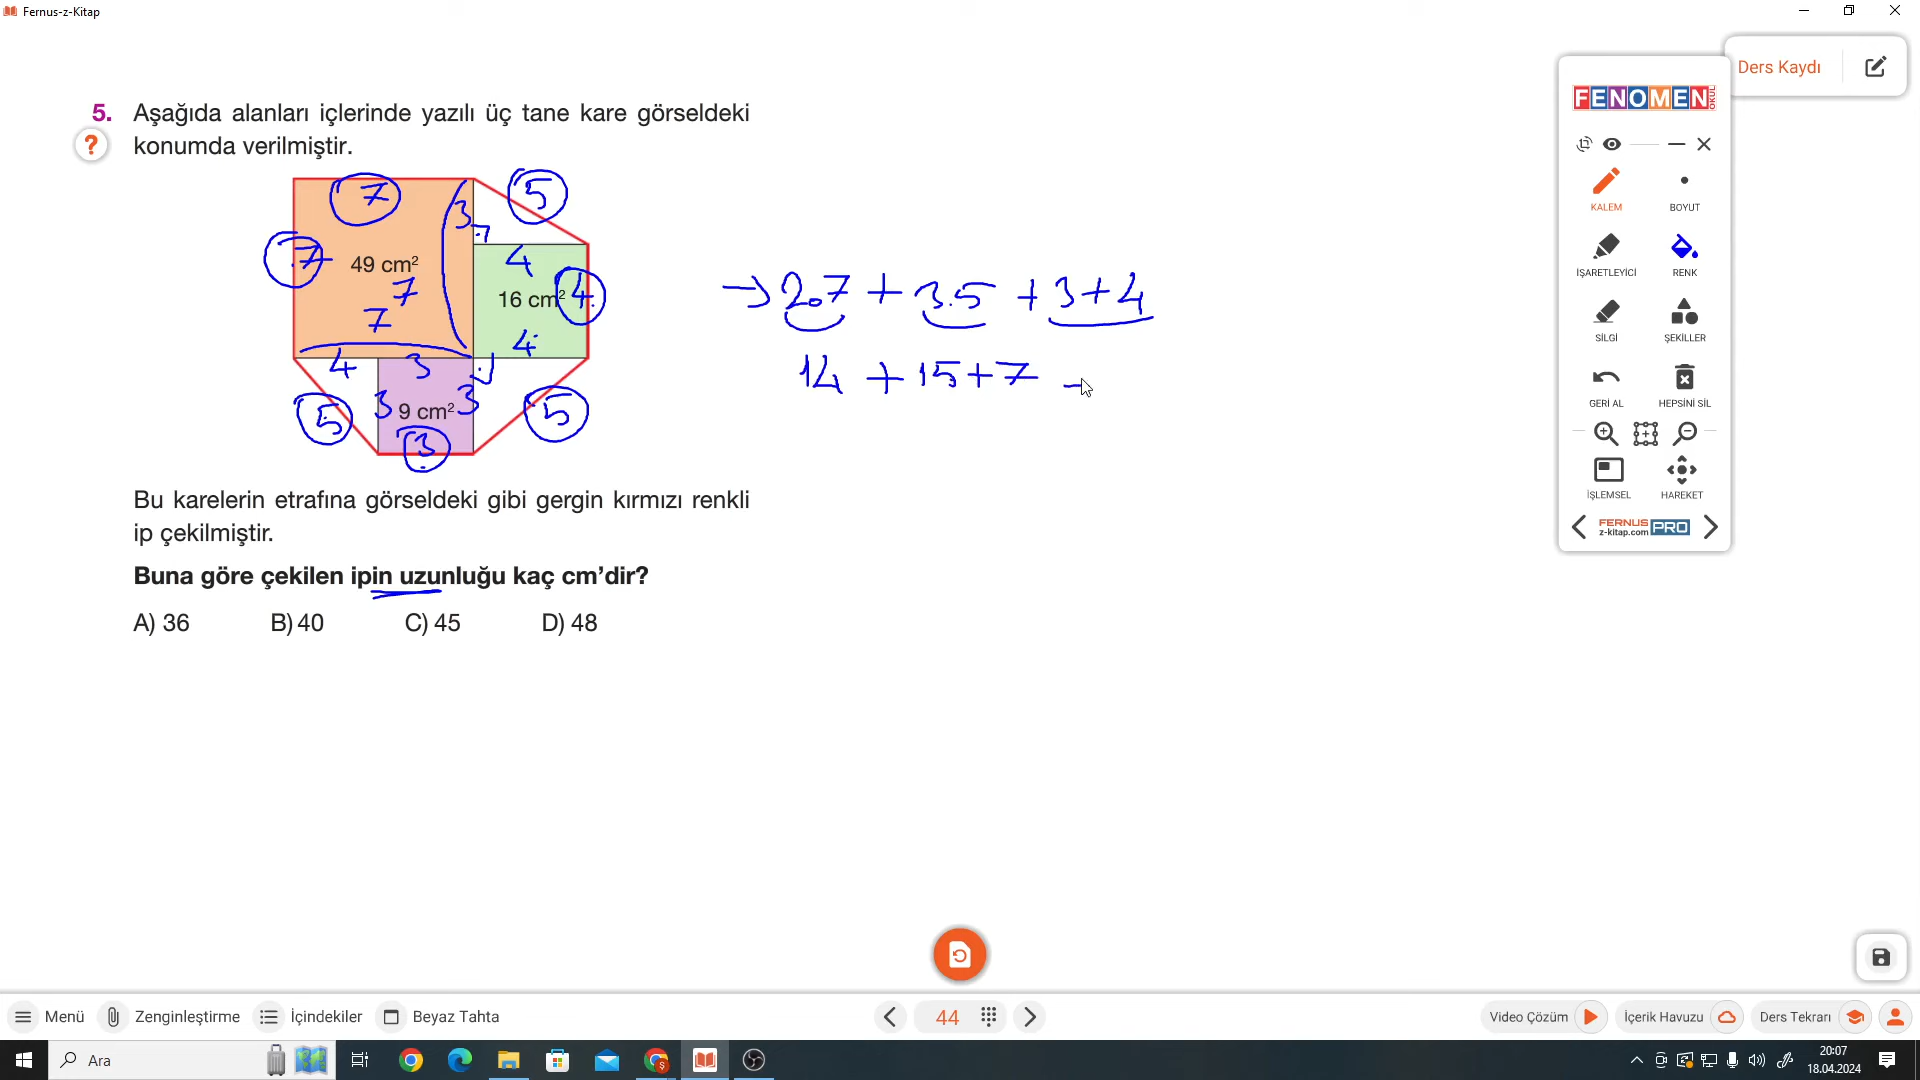 Fernus-z-Kitap
Ders Kaydı
FENOMEN OKUL
5. Aşağıda alanları içlerinde yazılı üç tane kare görseldeki
? konumda verilmiştir.
7 3 5
7 49 cm² 4
7 16 cm² 4
7 4
4 3
3 9 cm² 3
5 3 5
→ 2.7 + 3.5 + 3 + 4
14 + 15 + 7
Bu karelerin etrafına görseldeki gibi gergin kırmızı renkli
ip çekilmiştir.
Buna göre çekilen ipin uzunluğu kaç cm'dir?
A) 36 B) 40 C) 45 D) 48
KALEM BOYUT
İŞARETLEYİCİ RENK
SİLGİ ŞEKİLLER
GERİ AL HEPSİNİ SİL
İŞLEMSEL HAREKET
FERNUS z-kitap.com PRO
Menü Zenginleştirme İçindekiler Beyaz Tahta 44 Video Çözüm İçerik Havuzu Ders Tekrarı
Ara
20:07
18.04.2024